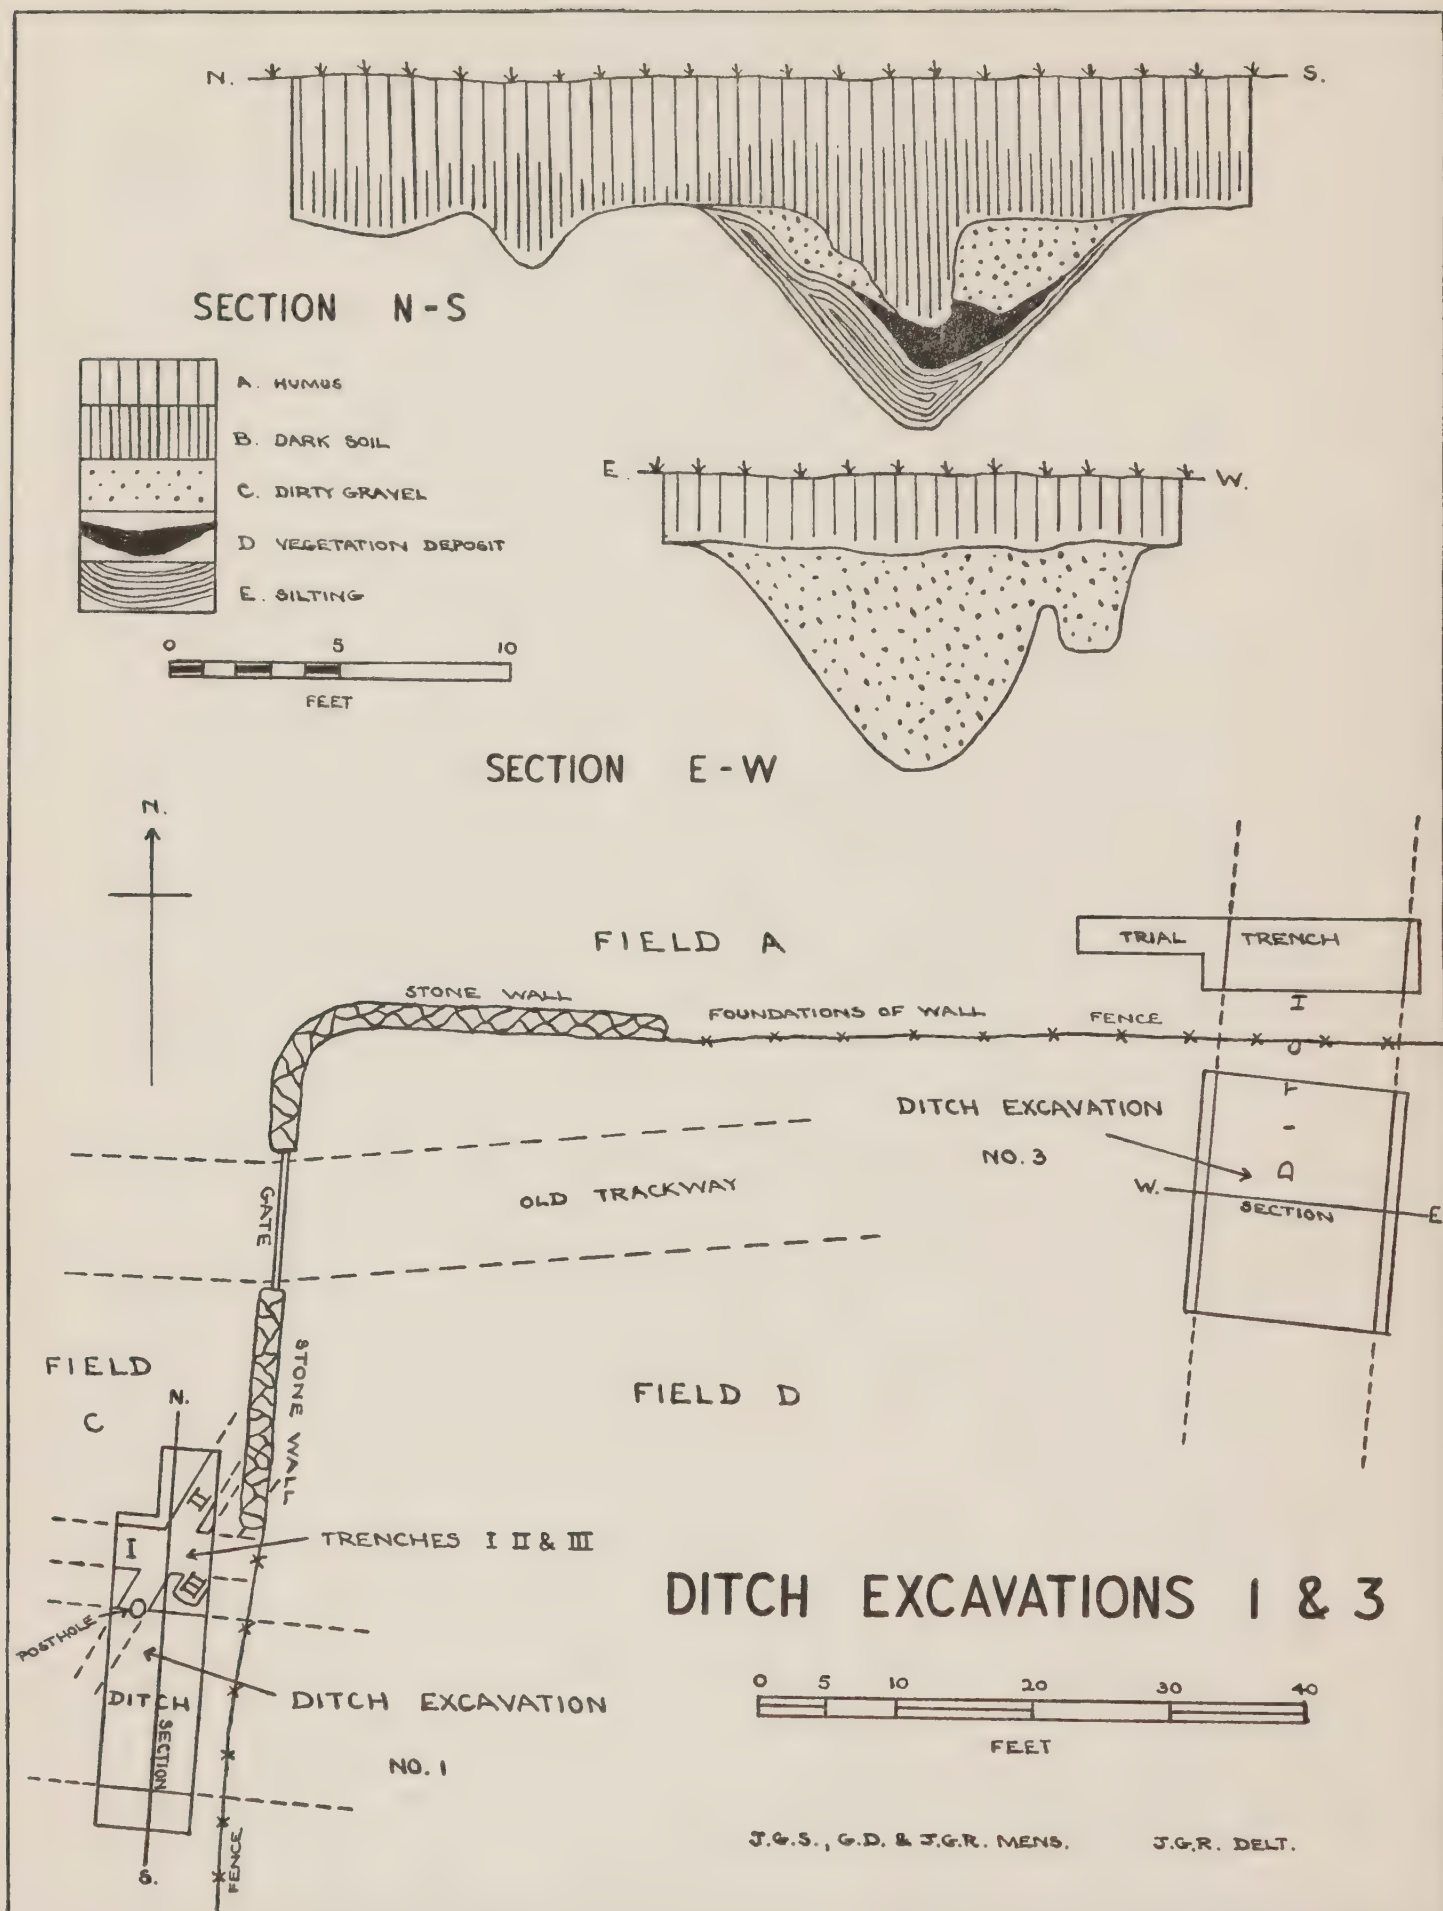 N. S.
SECTION N-S
A. HUMUS
B. DARK SOIL
C. DIRTY GRAVEL
D VEGETATION DEPOSIT
E. SILTING
0 5 10
FEET
E. W.
SECTION E-W
N.
FIELD A
TRIAL TRENCH
STONE WALL
FOUNDATIONS OF WALL
FENCE
DITCH
DITCH EXCAVATION
NO. 3
W. E
SECTION
GATE
OLD TRACKWAY
STONE WALL
FIELD
C
FIELD D
N.
II
I
III
TRENCHES I II & III
POSTHOLE
DITCH
SECTION
DITCH EXCAVATION
NO. 1
S.
FENCE
DITCH EXCAVATIONS 1 & 3
0 5 10 20 30 40
FEET
J.G.S., G.D. & J.G.R. MENS. J.G.R. DELT.